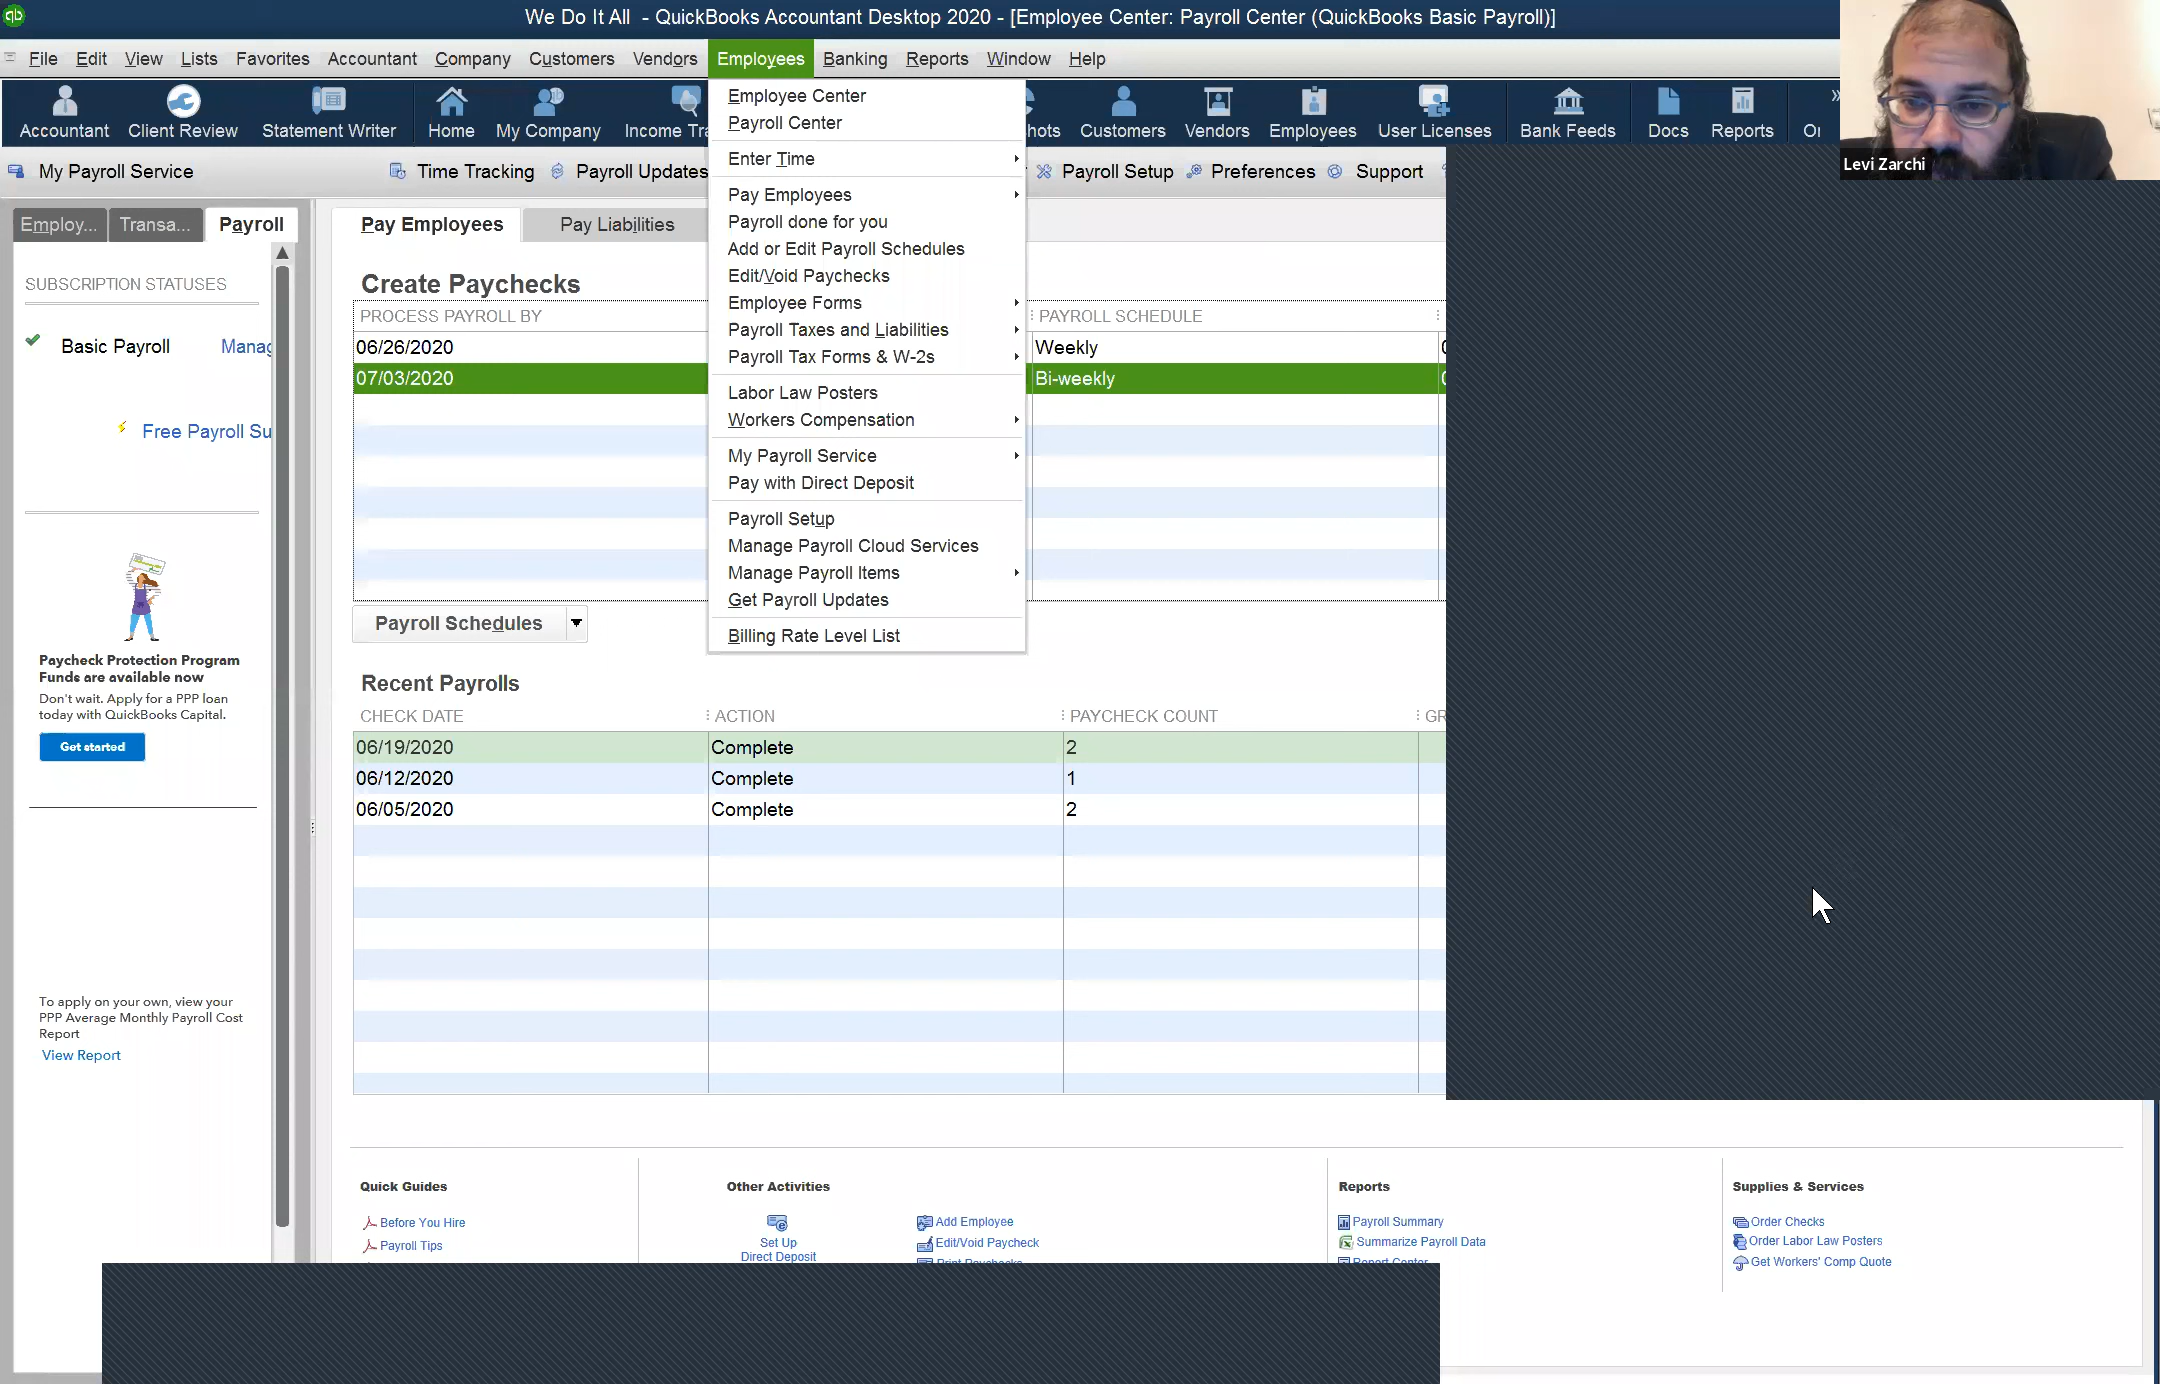 We Do It All - QuickBooks Accountant Desktop 2020 - [Employee Center: Payroll Center (QuickBooks Basic Payroll)]
File Edit View Lists Favorites Accountant Company Customers Vendors Employees Banking Reports Window Help
Accountant Client Review Statement Writer Home My Company Income Tra hots Customers Vendors Employees User Licenses Bank Feeds Docs Reports Or
Levi Zarchi
My Payroll Service Time Tracking Payroll Updates Payroll Setup Preferences Support
Employee Center
Payroll Center
Enter Time
Pay Employees
Payroll done for you
Add or Edit Payroll Schedules
Edit/Void Paychecks
Employee Forms
Payroll Taxes and Liabilities
Payroll Tax Forms & W-2s
Labor Law Posters
Workers Compensation
My Payroll Service
Pay with Direct Deposit
Payroll Setup
Manage Payroll Cloud Services
Manage Payroll Items
Get Payroll Updates
Billing Rate Level List
Employ... Transa... Payroll
SUBSCRIPTION STATUSES
Basic Payroll Manag
Free Payroll Su
Paycheck Protection Program
Funds are available now
Don't wait. Apply for a PPP loan
today with QuickBooks Capital.
Get started
To apply on your own, view your
PPP Average Monthly Payroll Cost
Report
View Report
Pay Employees Pay Liabilities
Create Paychecks
PROCESS PAYROLL BY PAYROLL SCHEDULE
06/26/2020 Weekly
07/03/2020 Bi-weekly
Payroll Schedules
Recent Payrolls
CHECK DATE ACTION PAYCHECK COUNT GR
06/19/2020 Complete 2
06/12/2020 Complete 1
06/05/2020 Complete 2
Quick Guides
Before You Hire
Payroll Tips
Other Activities
Set Up
Direct Deposit
Add Employee
Edit/Void Paycheck
Print Paychecks
Reports
Payroll Summary
Summarize Payroll Data
Report Center
Supplies & Services
Order Checks
Order Labor Law Posters
Get Workers' Comp Quote